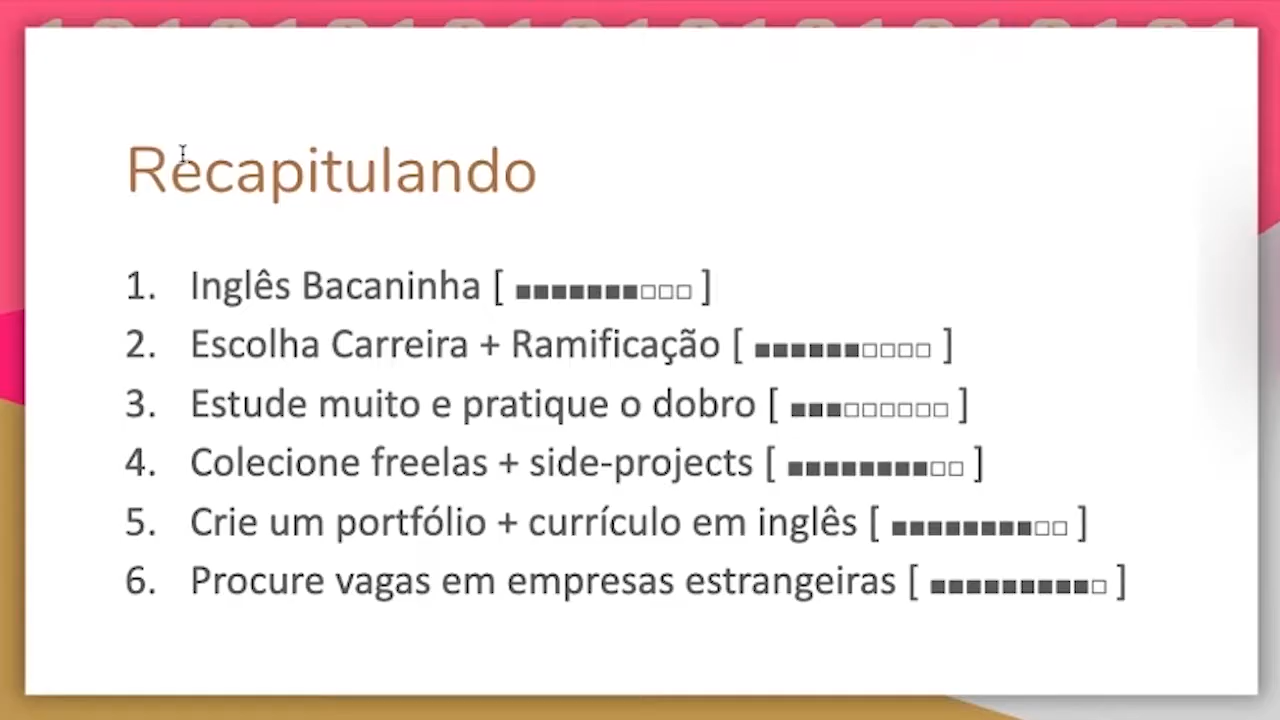 Recapitulando
1. Inglês Bacaninha [ ■■■■■■■□□□ ]
2. Escolha Carreira + Ramificação [ ■■■■■■□□□□ ]
3. Estude muito e pratique o dobro [ ■■■□□□□□□ ]
4. Colecione freelas + side-projects [ ■■■■■■■■□□ ]
5. Crie um portfólio + currículo em inglês [ ■■■■■■■■□□ ]
6. Procure vagas em empresas estrangeiras [ ■■■■■■■■■□ ]